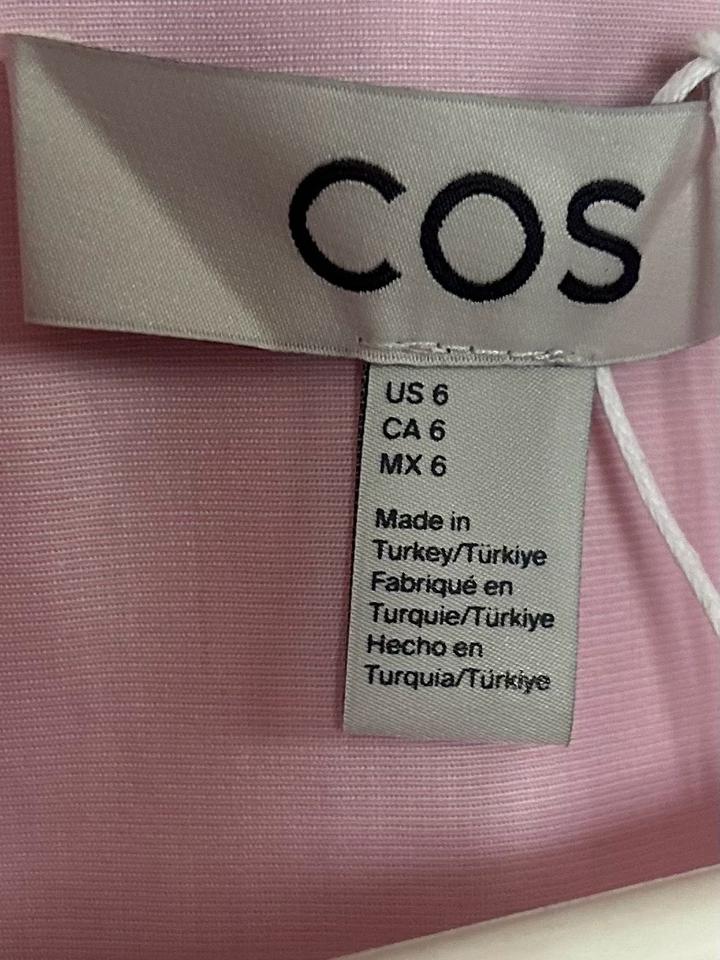 COS
US 6
CA 6
MX 6
Made in
Turkey/Türkiye
Fabriqué en
Turquie/Türkiye
Hecho en
Turquia/Türkiye